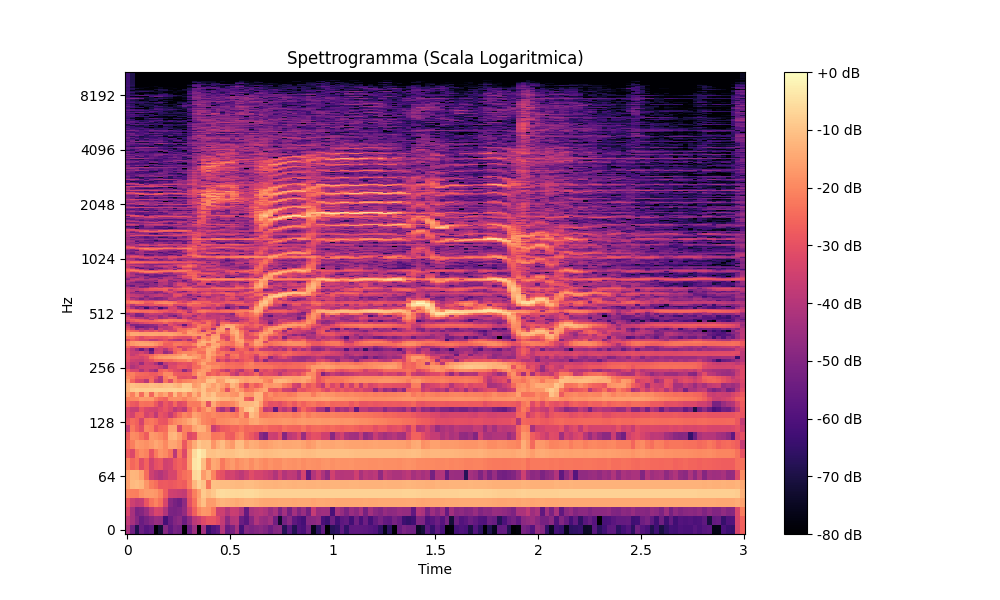 Spettrogramma (Scala Logaritmica)
Hz
8192
4096
2048
1024
512
256
128
64
0
0
0.5
1
1.5
2
2.5
3
Time
+0 dB
-10 dB
-20 dB
-30 dB
-40 dB
-50 dB
-60 dB
-70 dB
-80 dB